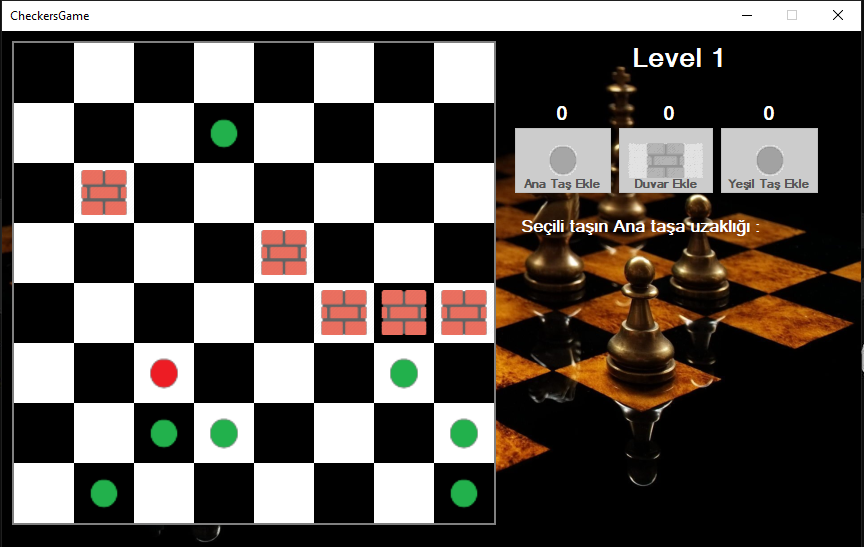 CheckersGame
Level 1
0 0 0
Ana Taş Ekle Duvar Ekle Yeşil Taş Ekle
Seçili taşın Ana taşa uzaklığı :